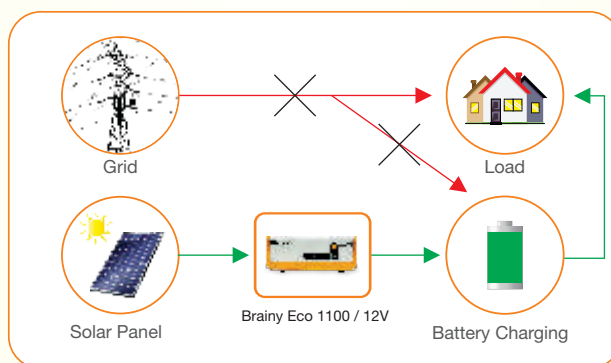 Grid
Load
Solar Panel
Brainy Eco 1100 / 12V
Battery Charging